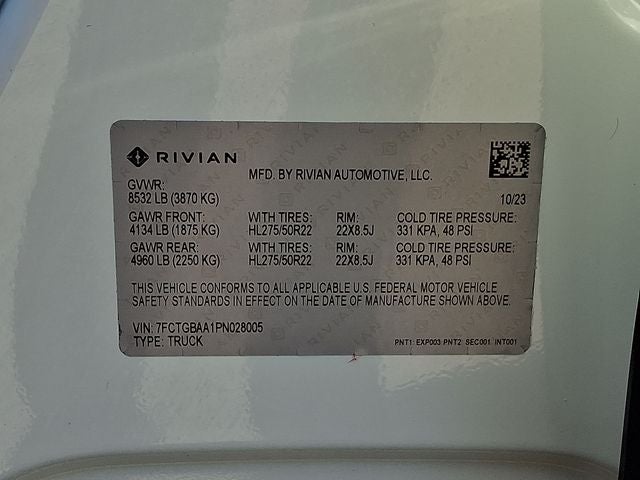 RIVIAN
MFD. BY RIVIAN AUTOMOTIVE, LLC.
GVWR:
8532 LB (3870 KG)
10/23
GAWR FRONT: WITH TIRES: RIM: COLD TIRE PRESSURE:
4134 LB (1875 KG) HL275/50R22 22X8.5J 331 KPA, 48 PSI
GAWR REAR: WITH TIRES: RIM: COLD TIRE PRESSURE:
4960 LB (2250 KG) HL275/50R22 22X8.5J 331 KPA, 48 PSI
THIS VEHICLE CONFORMS TO ALL APPLICABLE U.S. FEDERAL MOTOR VEHICLE
SAFETY STANDARDS IN EFFECT ON THE DATE OF MANUFACTURE SHOWN ABOVE.
VIN: 7FCTGBAA1PN028005
TYPE: TRUCK
PNT1: EXP003 PNT2: SEC001 INT001